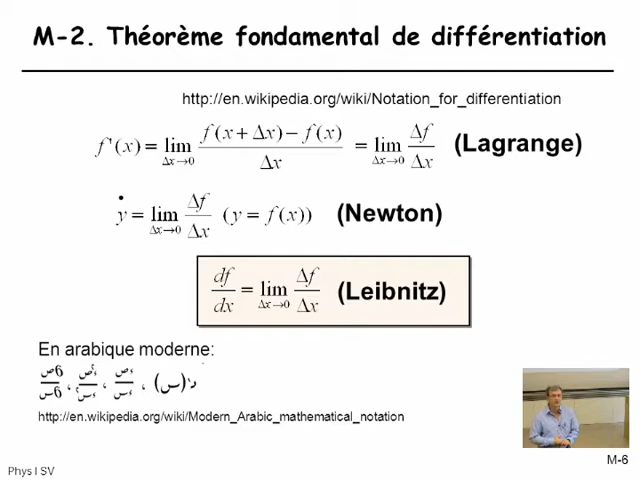 M-2. Théorème fondamental de différentiation
http://en.wikipedia.org/wiki/Notation_for_differentiation
f'(x) = lim Δx→0 (f(x + Δx) − f(x)) / Δx = lim Δx→0 Δf / Δx (Lagrange)
ẏ = lim Δx→0 Δf / Δx (y = f(x)) (Newton)
df / dx = lim Δx→0 Δf / Δx (Leibnitz)
En arabique moderne:
http://en.wikipedia.org/wiki/Modern_Arabic_mathematical_notation
M-6
Phys I SV